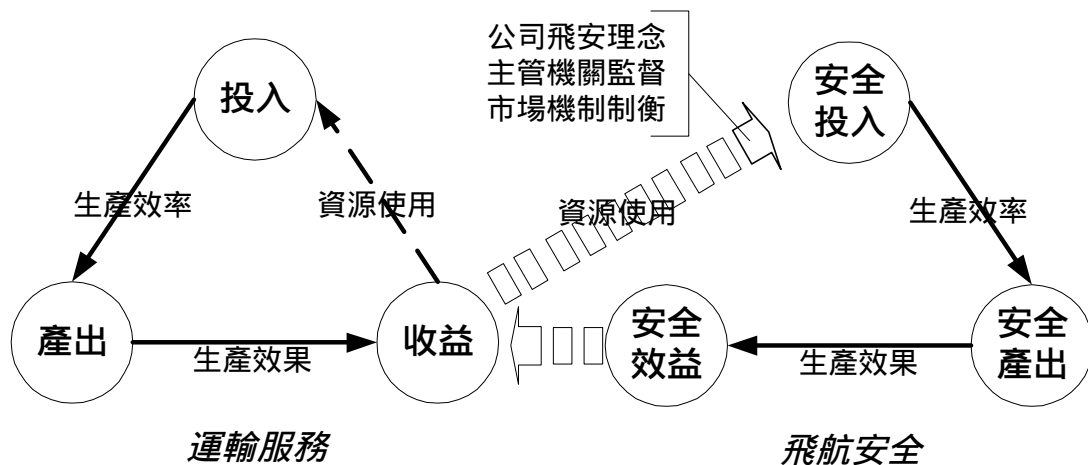 公司飛安理念
主管機關監督
市場機制制衡
投入
安全
投入
生產效率
資源使用
資源使用
生產效率
產出
收益
安全
效益
安全
產出
生產效果
生產效果
運輸服務
飛航安全